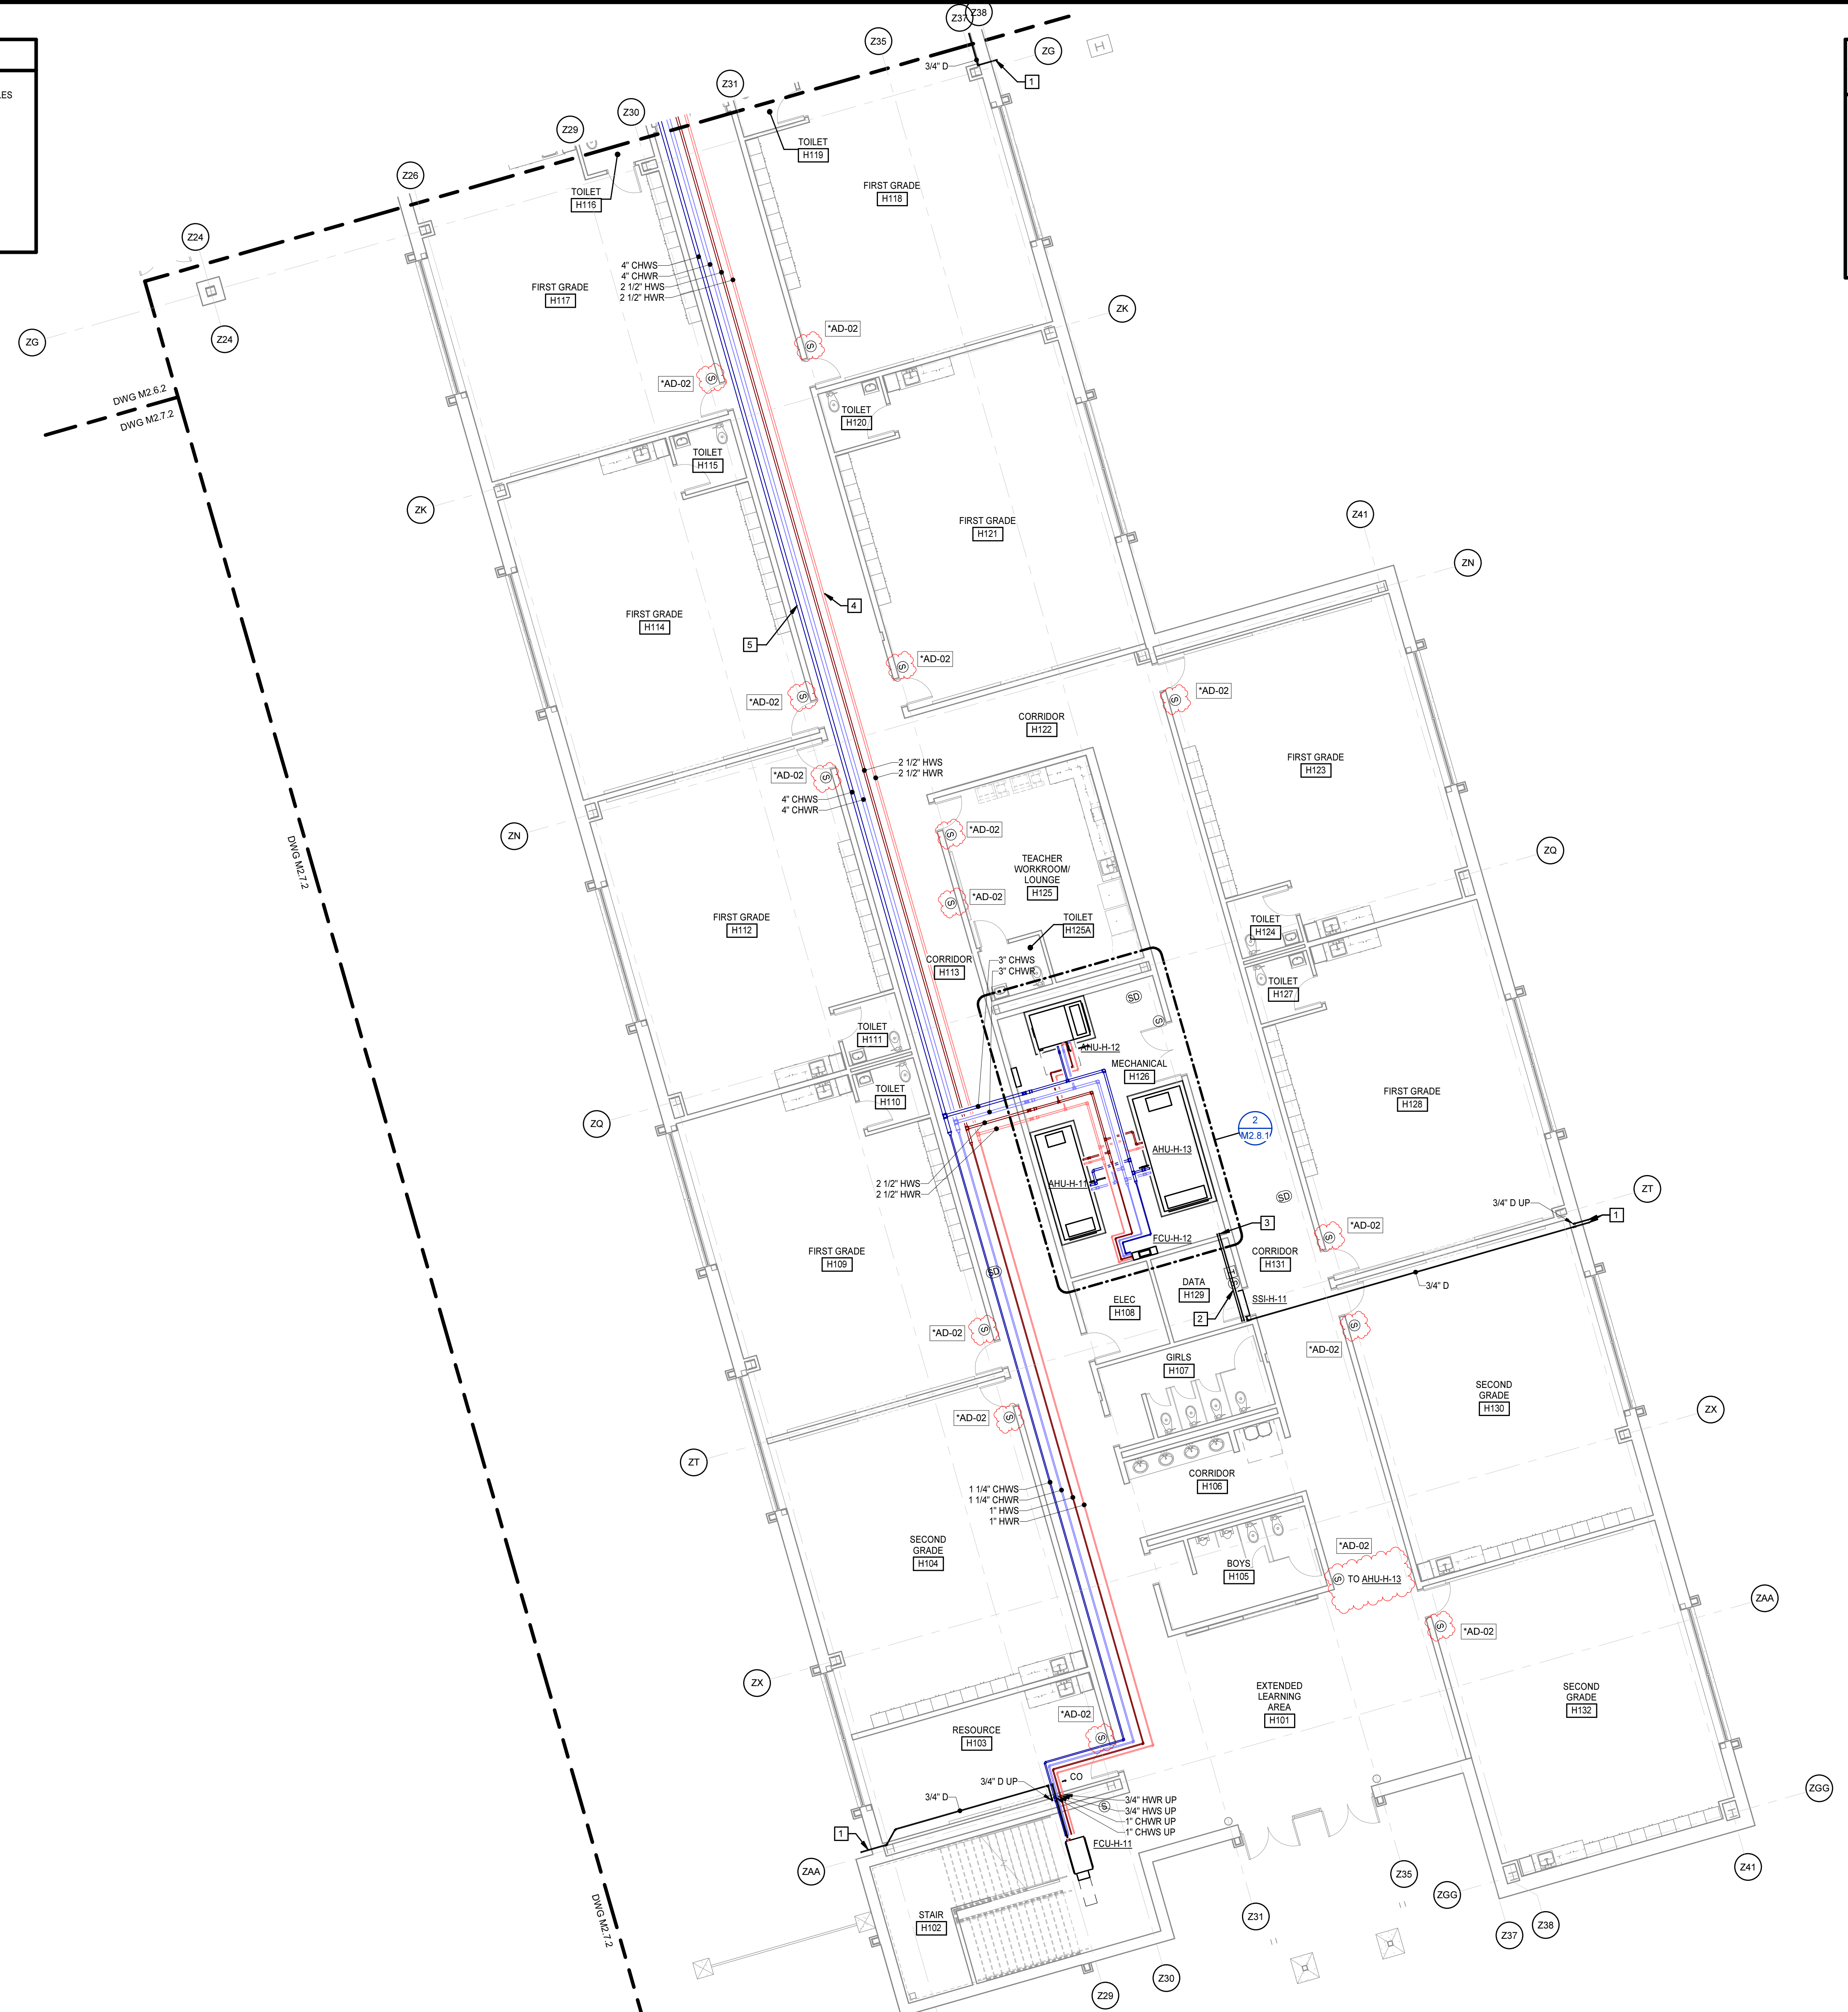 LES
Z37
Z38
Z35
ZG
3/4" D
1
Z31
Z30
Z29
TOILET
H119
Z26
TOILET
H116
FIRST GRADE
H118
Z24
4" CHWS
4" CHWR
2 1/2" HWS
2 1/2" HWR
FIRST GRADE
H117
ZK
ZG
Z24
*AD-02
*AD-02
DWG M2.6.2
DWG M2.7.2
TOILET
H120
TOILET
H115
ZK
Z41
FIRST GRADE
H121
ZN
4
FIRST GRADE
H114
5
*AD-02
*AD-02
*AD-02
CORRIDOR
H122
FIRST GRADE
H123
2 1/2" HWS
2 1/2" HWR
*AD-02
4" CHWS
4" CHWR
ZN
*AD-02
ZQ
DWG M2.7.2
TEACHER
WORKROOM/
LOUNGE
H125
*AD-02
FIRST GRADE
H112
TOILET
H125A
TOILET
H124
CORRIDOR
H113
3" CHWS
3" CHWR
TOILET
H127
SD
S
TOILET
H111
AHU-H-12
MECHANICAL
H126
TOILET
H110
FIRST GRADE
H128
ZQ
2
M2.8.1
AHU-H-13
2 1/2" HWS
2 1/2" HWR
AHU-H-11
ZT
SD
3/4" D UP
1
3
*AD-02
FCU-H-12
FIRST GRADE
H109
CORRIDOR
H131
SD
DATA
H129
3/4" D
ELEC
H108
SSI-H-11
2
*AD-02
*AD-02
GIRLS
H107
SECOND
GRADE
H130
ZX
*AD-02
ZT
CORRIDOR
H106
1 1/4" CHWS
1 1/4" CHWR
1" HWS
1" HWR
SECOND
GRADE
H104
*AD-02
BOYS
H105
S TO AHU-H-13
ZAA
*AD-02
ZX
EXTENDED
LEARNING
AREA
H101
SECOND
GRADE
H132
*AD-02
RESOURCE
H103
CO
3/4" D UP
3/4" D
ZGG
3/4" HWR UP
3/4" HWS UP
1" CHWR UP
1" CHWS UP
S
1
FCU-H-11
ZAA
Z41
Z35
ZGG
STAIR
H102
Z31
Z38
Z37
DWG M2.7.2
Z30
Z29